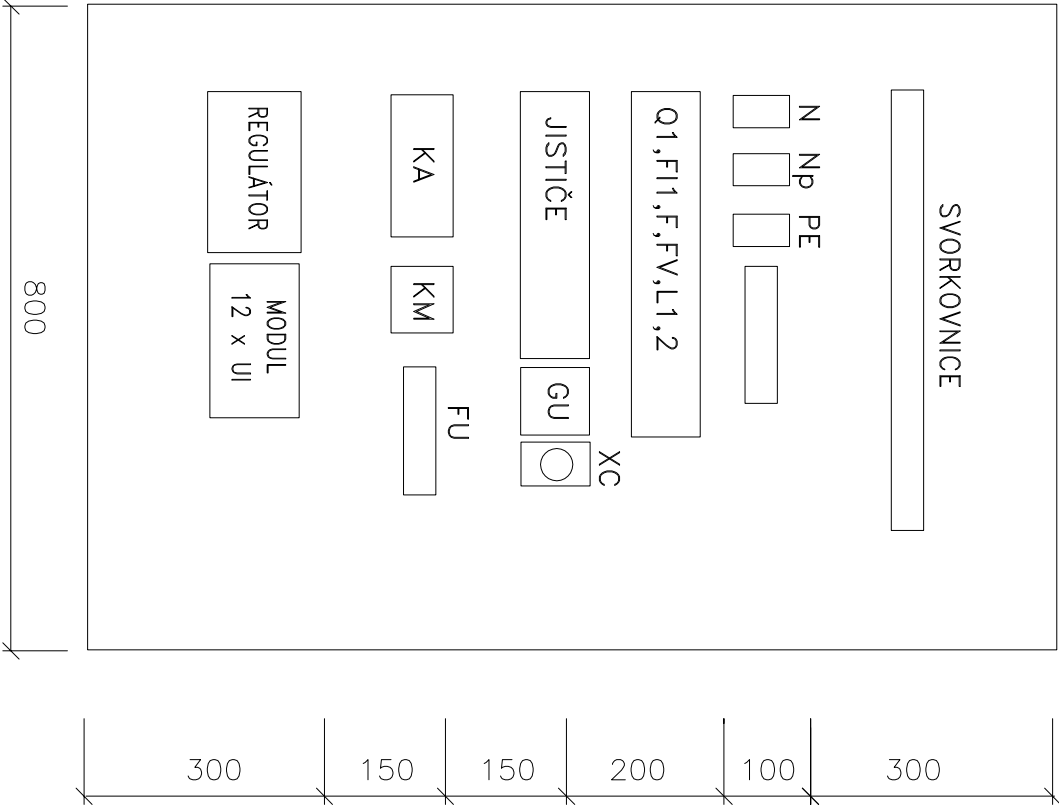 REGULÁTOR
MODUL
12 x UI
KA
KM
FU
JISTIČE
GU
XC
Q1,FI1,F,FV,L1,2
N
Np
PE
SVORKOVNICE
800
300
150
150
200
100
300